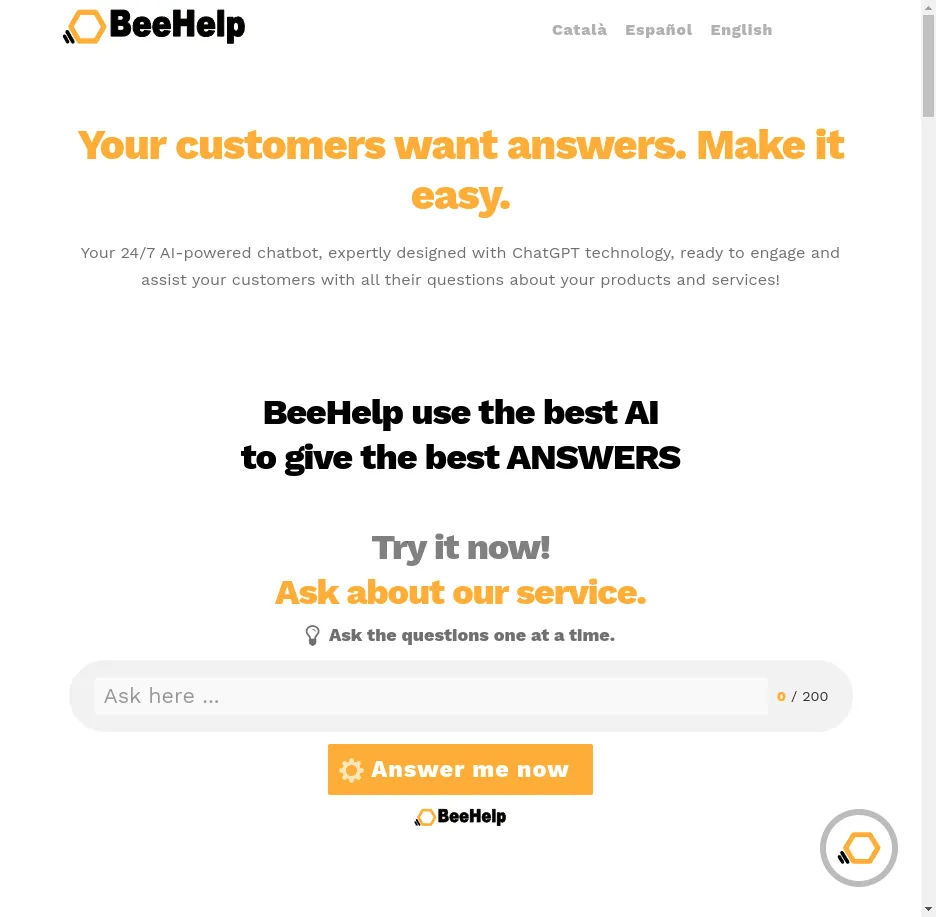 BeeHelp
Català Español English
Your customers want answers. Make it
easy.
Your 24/7 AI-powered chatbot, expertly designed with ChatGPT technology, ready to engage and
assist your customers with all their questions about your products and services!
BeeHelp use the best AI
to give the best ANSWERS
Try it now!
Ask about our service.
Ask the questions one at a time.
Ask here ...
0 / 200
Answer me now
BeeHelp